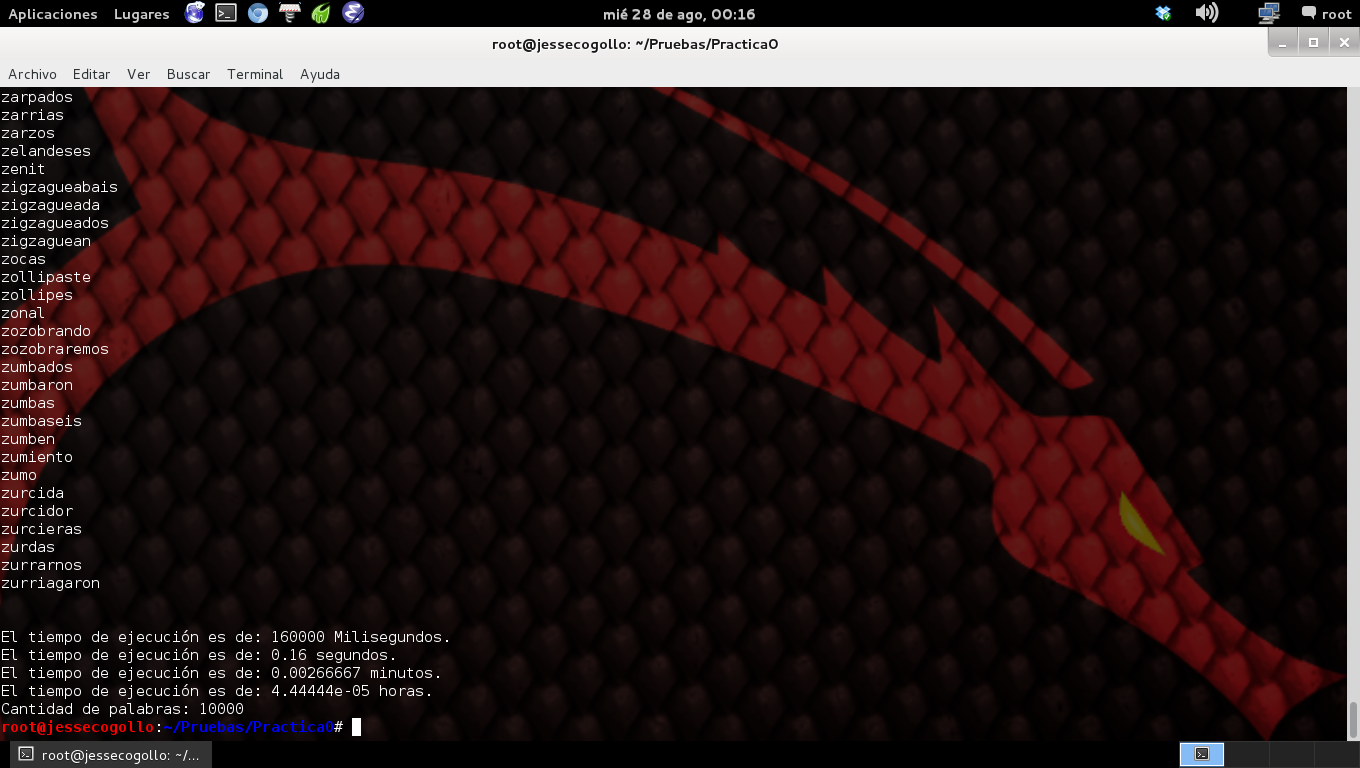 Aplicaciones Lugares mié 28 de ago, 00:16 root
root@jessecogollo: ~/Pruebas/Practica0
Archivo Editar Ver Buscar Terminal Ayuda
zarpados
zarrias
zarzos
zelandeses
zenit
zigzagueabais
zigzagueada
zigzagueados
zigzaguean
zocas
zollipaste
zollipes
zonal
zozobrando
zozobraremos
zumbados
zumbaron
zumbas
zumbaseis
zumben
zumiento
zumo
zurcida
zurcidor
zurcieras
zurdas
zurrarnos
zurriagaron
El tiempo de ejecución es de: 160000 Milisegundos.
El tiempo de ejecución es de: 0.16 segundos.
El tiempo de ejecución es de: 0.00266667 minutos.
El tiempo de ejecución es de: 4.44444e-05 horas.
Cantidad de palabras: 10000
root@jessecogollo:~/Pruebas/Practica0#
root@jessecogollo: ~/...